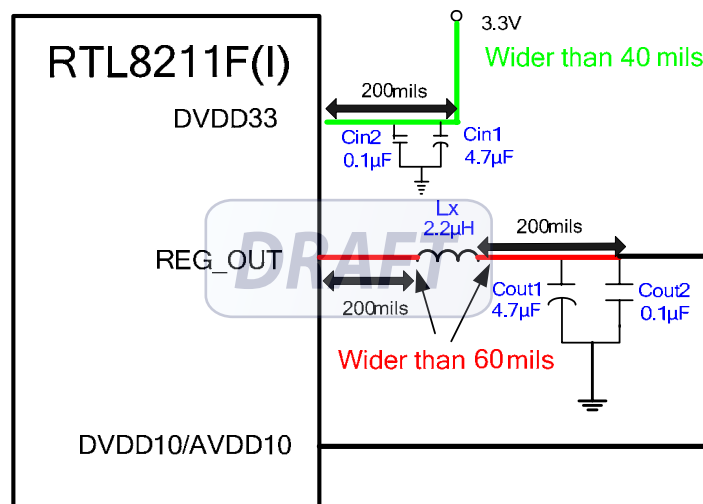 RTL8211F(I)
3.3V
Wider than 40 mils
200mils
DVDD33
Cin2
0.1µF
Cin1
4.7µF
Lx
2.2µH
200mils
REG_OUT
DRAFT
200mils
Cout1
4.7µF
Cout2
0.1µF
Wider than 60 mils
DVDD10/AVDD10